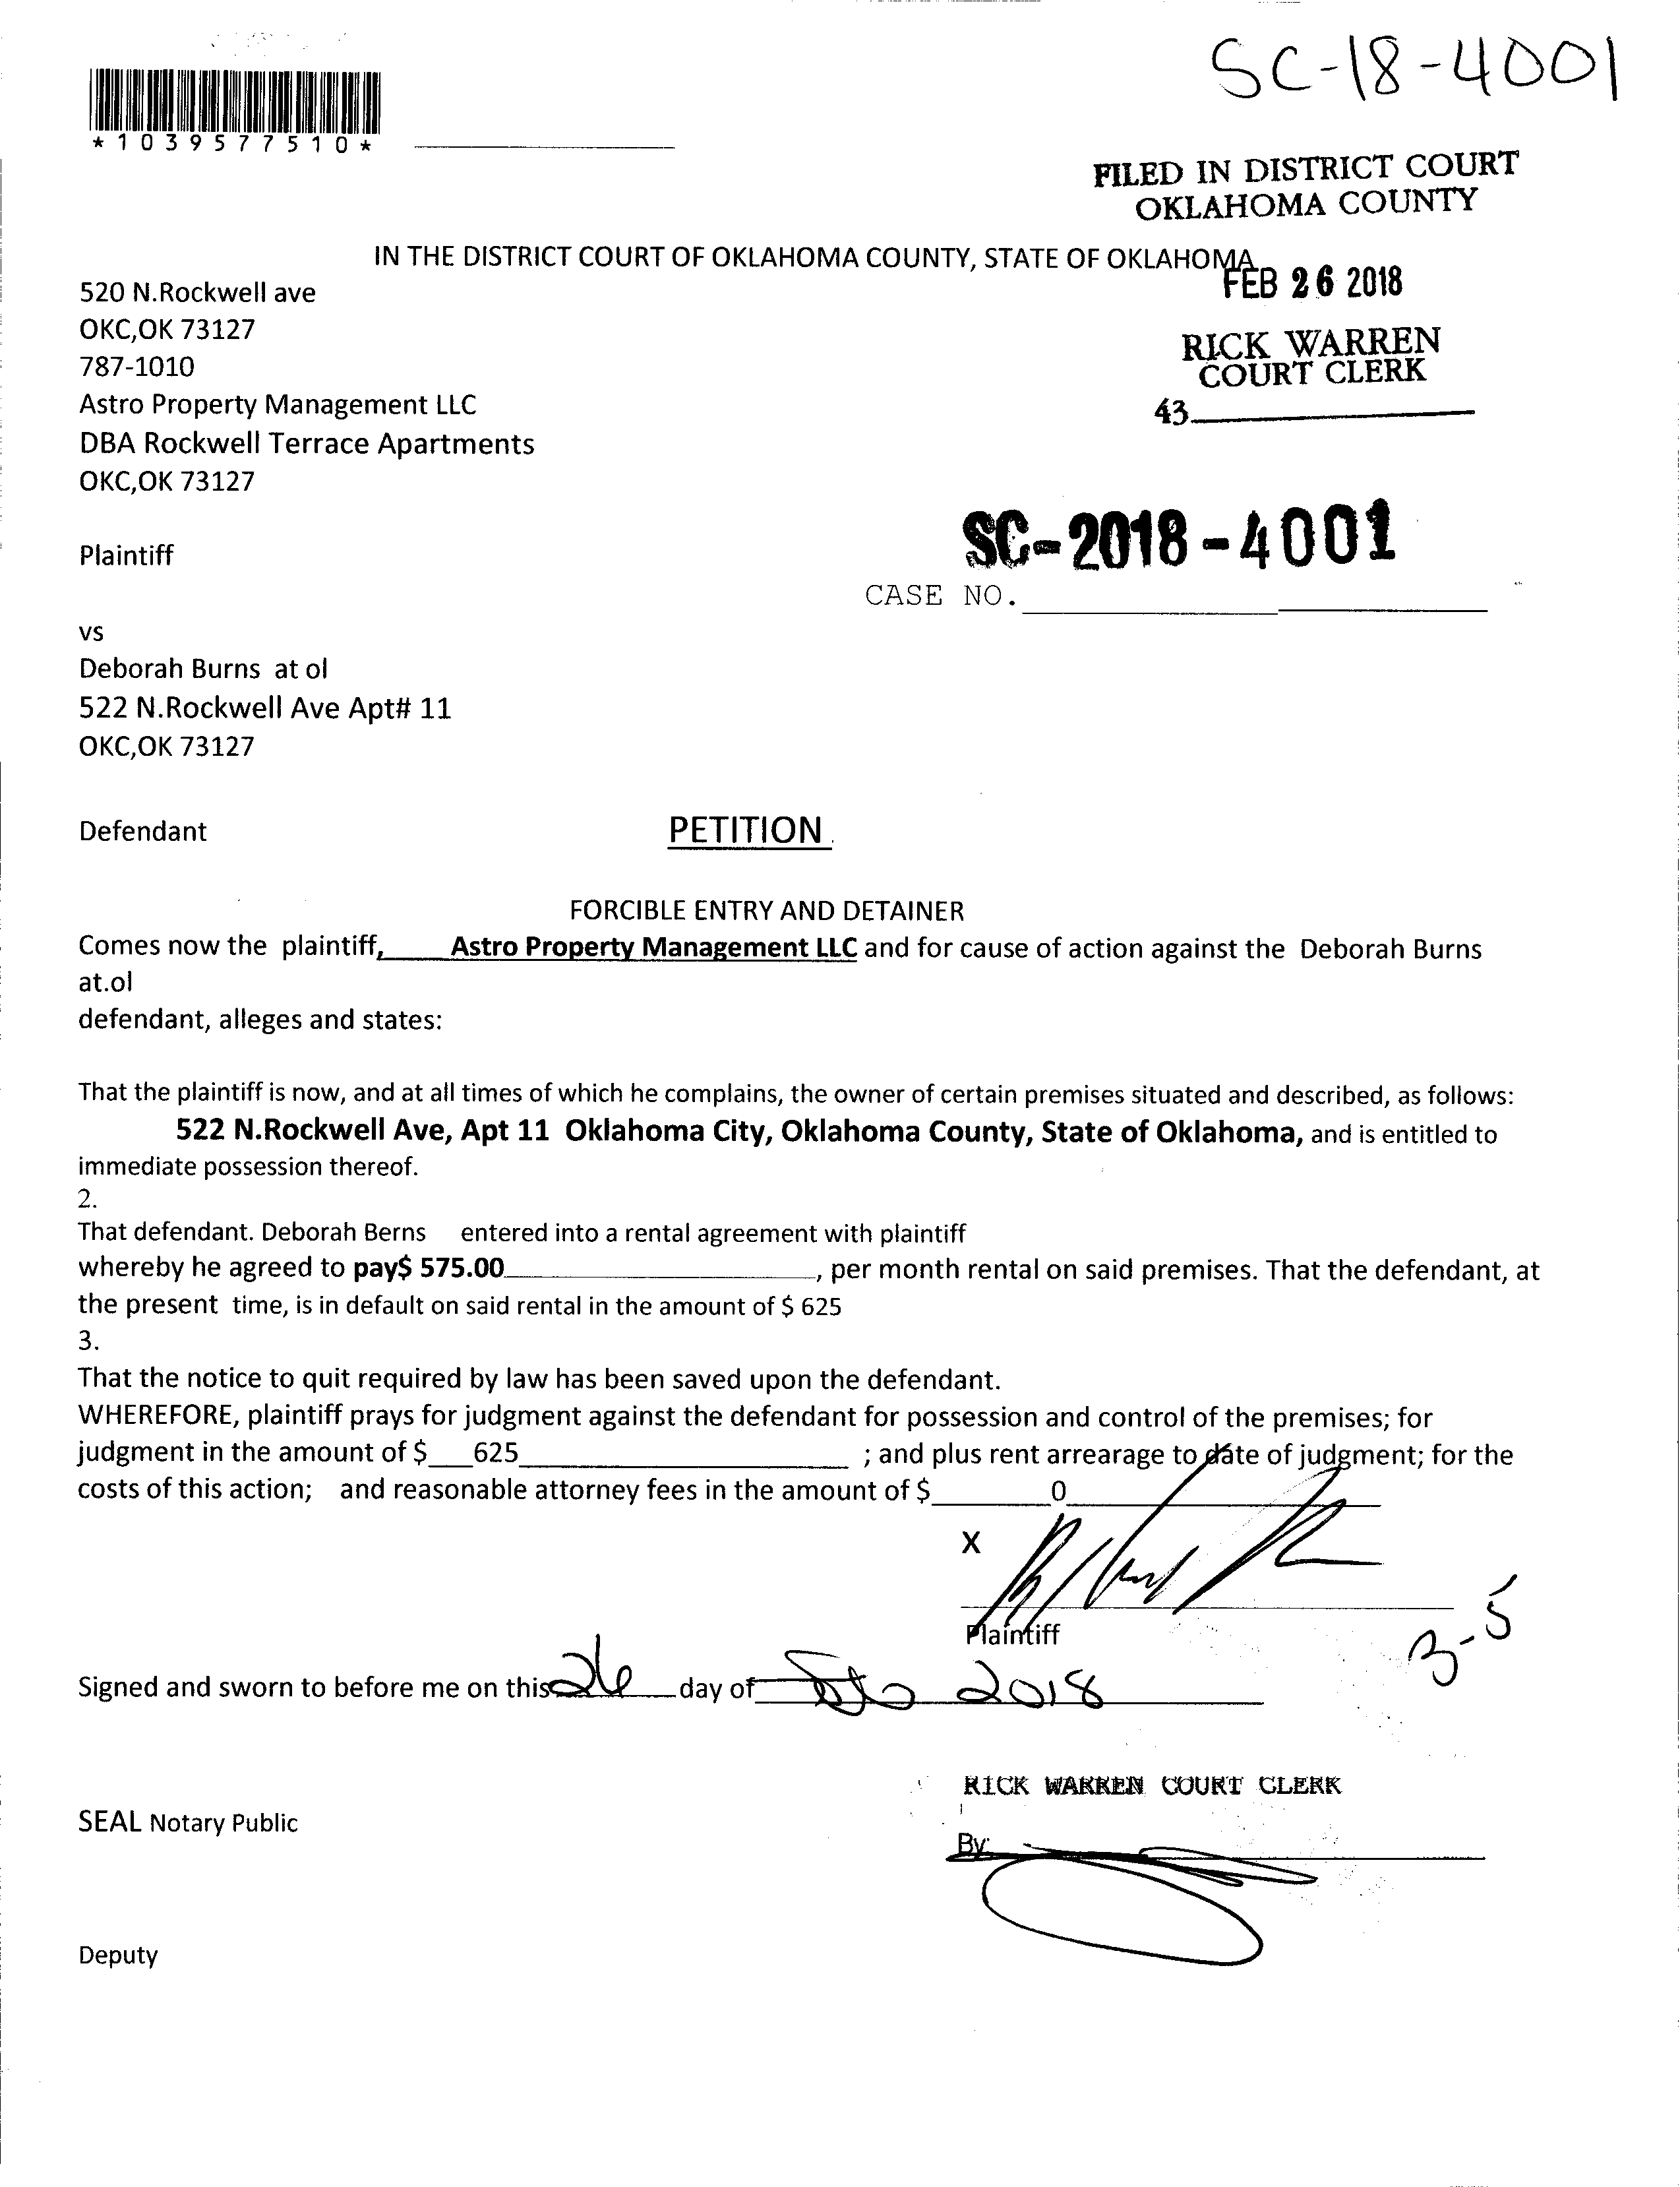 SC-18-4001
*1039577510*
FILED IN DISTRICT COURT
OKLAHOMA COUNTY
IN THE DISTRICT COURT OF OKLAHOMA COUNTY, STATE OF OKLAHOMA
FEB 26 2018
520 N.Rockwell ave
OKC,OK 73127
RICK WARREN
COURT CLERK
787-1010
Astro Property Management LLC
43
DBA Rockwell Terrace Apartments
OKC,OK 73127
SC-2018-4001
Plaintiff
CASE NO.
vs
Deborah Burns at ol
522 N.Rockwell Ave Apt# 11
OKC,OK 73127
Defendant
PETITION
FORCIBLE ENTRY AND DETAINER
Comes now the plaintiff, Astro Property Management LLC and for cause of action against the Deborah Burns
at.ol
defendant, alleges and states:
That the plaintiff is now, and at all times of which he complains, the owner of certain premises situated and described, as follows:
522 N.Rockwell Ave, Apt 11 Oklahoma City, Oklahoma County, State of Oklahoma, and is entitled to
immediate possession thereof.
2.
That defendant. Deborah Berns entered into a rental agreement with plaintiff
whereby he agreed to pay$ 575.00, per month rental on said premises. That the defendant, at
the present time, is in default on said rental in the amount of $ 625
3.
That the notice to quit required by law has been saved upon the defendant.
WHEREFORE, plaintiff prays for judgment against the defendant for possession and control of the premises; for
judgment in the amount of $ 625 ; and plus rent arrearage to date of judgment; for the
costs of this action; and reasonable attorney fees in the amount of $ 0
X
Plaintiff
3-5
Signed and sworn to before me on this 26 day of Feb 2018
RICK WARREN COURT CLERK
SEAL Notary Public
By:
Deputy